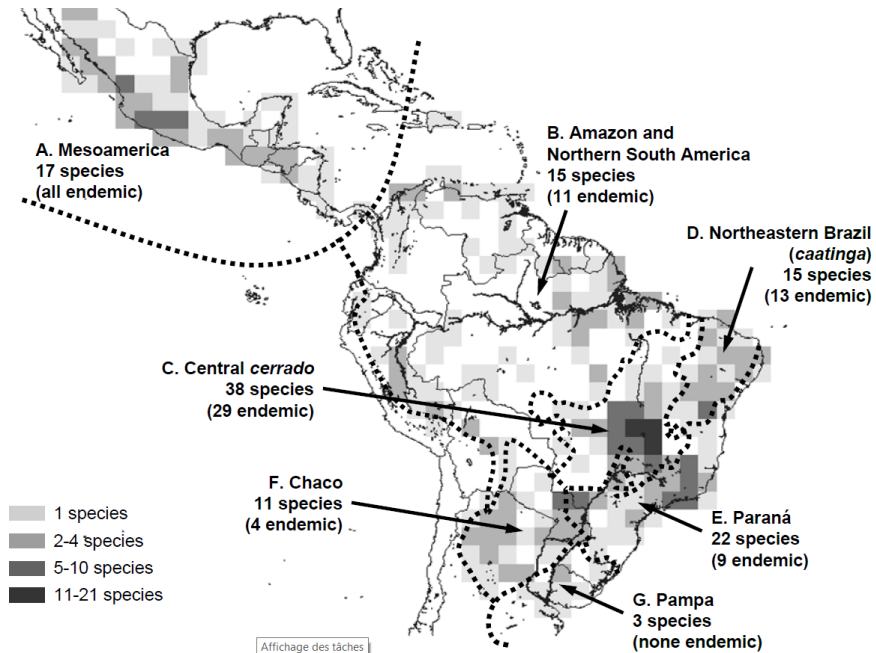 A. Mesoamerica
17 species
(all endemic)
B. Amazon and
Northern South America
15 species
(11 endemic)
D. Northeastern Brazil
(caatinga)
15 species
(13 endemic)
C. Central cerrado
38 species
(29 endemic)
F. Chaco
11 species
(4 endemic)
E. Paraná
22 species
(9 endemic)
G. Pampa
3 species
(none endemic)
1 species
2-4 species
5-10 species
11-21 species
Affichage des tâches